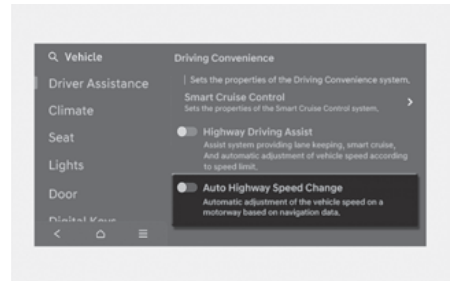 Vehicle
Driver Assistance
Climate
Seat
Lights
Door
Digital Keys
Driving Convenience
Sets the properties of the Driving Convenience system.
Smart Cruise Control
Sets the properties of the Smart Cruise Control system.
Highway Driving Assist
Assist system providing lane keeping, smart cruise,
And automatic adjustment of vehicle speed according
to speed limit.
Auto Highway Speed Change
Automatic adjustment of the vehicle speed on a
motorway based on navigation data.